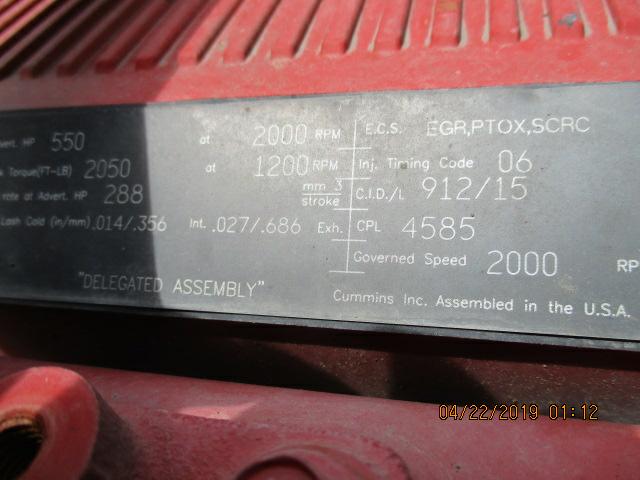 Advert. HP 550 at 2000 RPM E.C.S. EGR,PTOX,SCRC
Torque(FT-LB) 2050 at 1200 RPM Inj. Timing Code 06
rate at Advert. HP 288 mm 3 stroke C.I.D./L 912/15
Lash Cold (in/mm) .014/.356 Int. .027/.686 Exh. CPL 4585
Governed Speed 2000 RP
"DELEGATED ASSEMBLY"
Cummins Inc. Assembled in the U.S.A.
04/22/2019 01:12